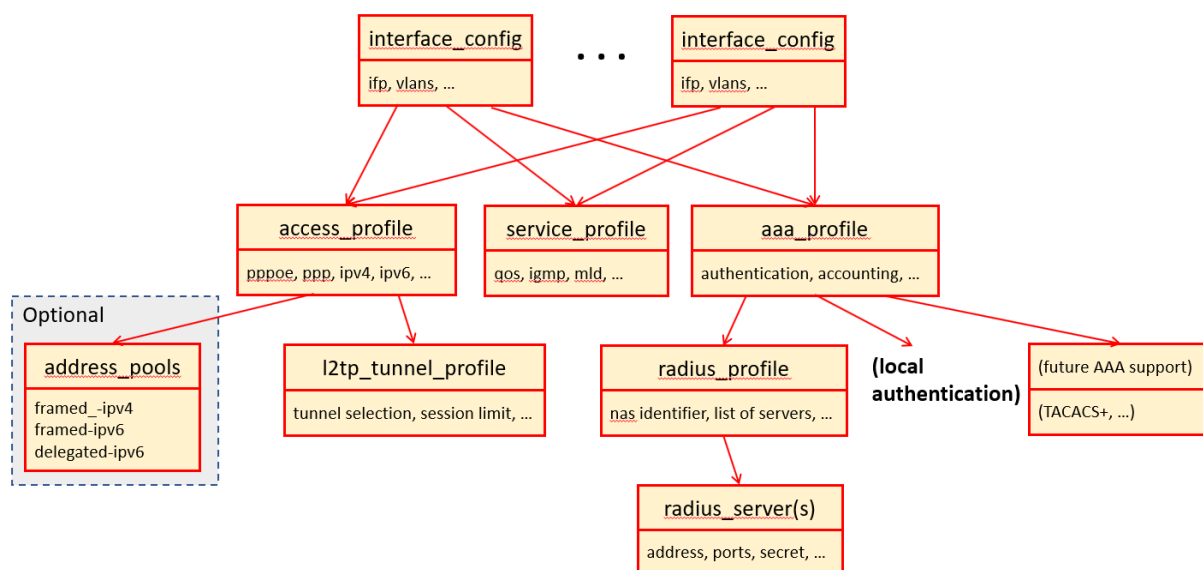 interface_config
interface_config
. . .
ifp, vlans, ...
ifp, vlans, ...
access_profile
service_profile
aaa_profile
pppoe, ppp, ipv4, ipv6, ...
qos, igmp, mld, ...
authentication, accounting, ...
Optional
address_pools
framed_-ipv4
framed-ipv6
delegated-ipv6
l2tp_tunnel_profile
tunnel selection, session limit, ...
radius_profile
nas identifier, list of servers, ...
(local
authentication)
(future AAA support)
(TACACS+, ...)
radius_server(s)
address, ports, secret, ...